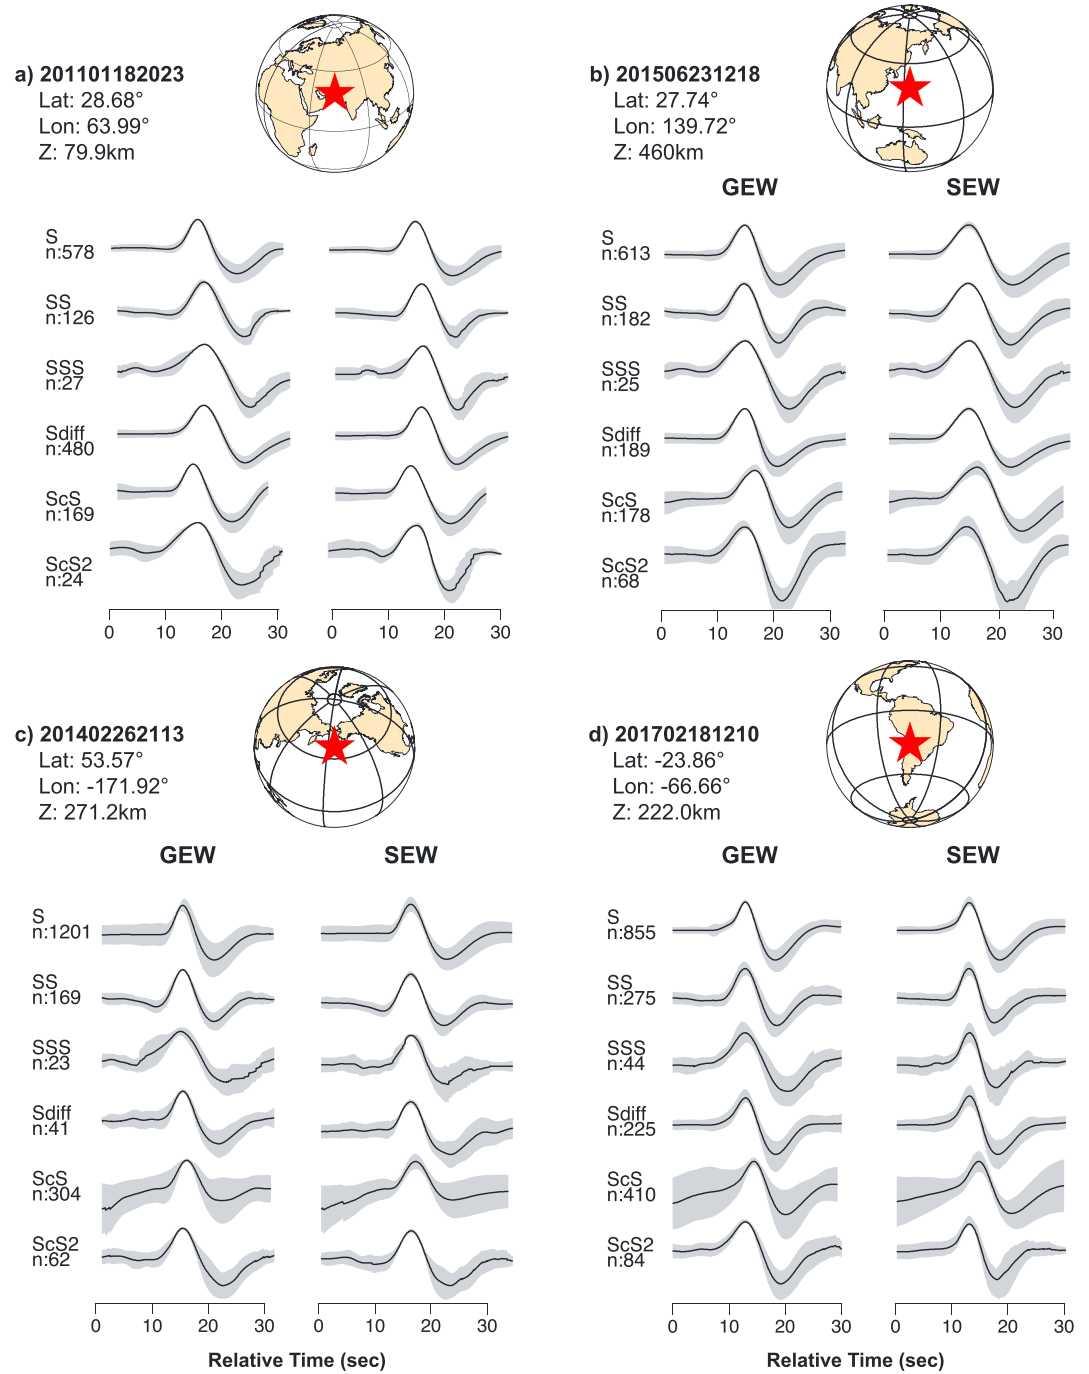 a) 201101182023
Lat: 28.68°
Lon: 63.99°
Z: 79.9km
S
n:578
SS
n:126
SSS
n:27
Sdiff
n:480
ScS
n:169
ScS2
n:24
0 10 20 30 0 10 20 30
b) 201506231218
Lat: 27.74°
Lon: 139.72°
Z: 460km
GEW SEW
S
n:613
SS
n:182
SSS
n:25
Sdiff
n:189
ScS
n:178
ScS2
n:68
0 10 20 30 0 10 20 30
c) 201402262113
Lat: 53.57°
Lon: -171.92°
Z: 271.2km
GEW SEW
S
n:1201
SS
n:169
SSS
n:23
Sdiff
n:41
ScS
n:304
ScS2
n:62
0 10 20 30 0 10 20 30
Relative Time (sec)
d) 201702181210
Lat: -23.86°
Lon: -66.66°
Z: 222.0km
GEW SEW
S
n:855
SS
n:275
SSS
n:44
Sdiff
n:225
ScS
n:410
ScS2
n:84
0 10 20 30 0 10 20 30
Relative Time (sec)